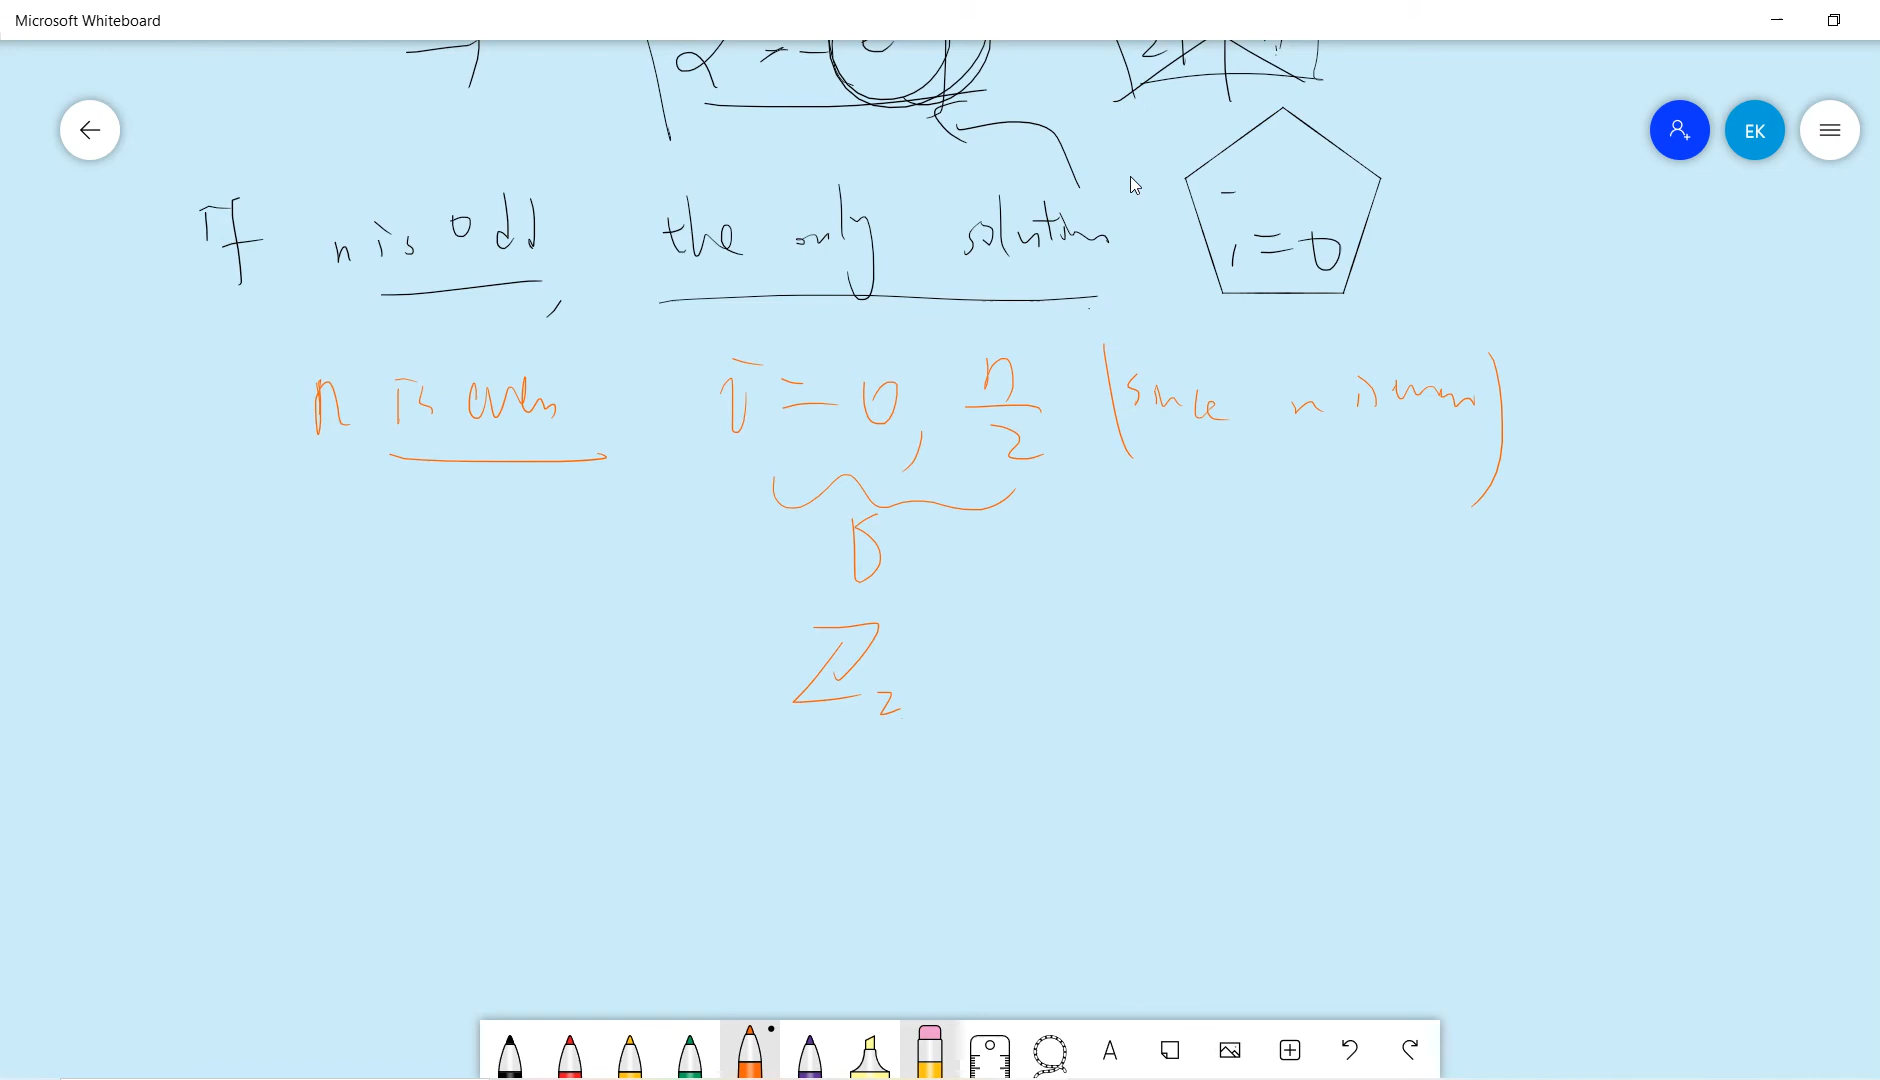 Microsoft Whiteboard
EK
If n is odd, the only solution i = 0
n is even i = 0, n/2 (since n is even)
D
Z₂
A